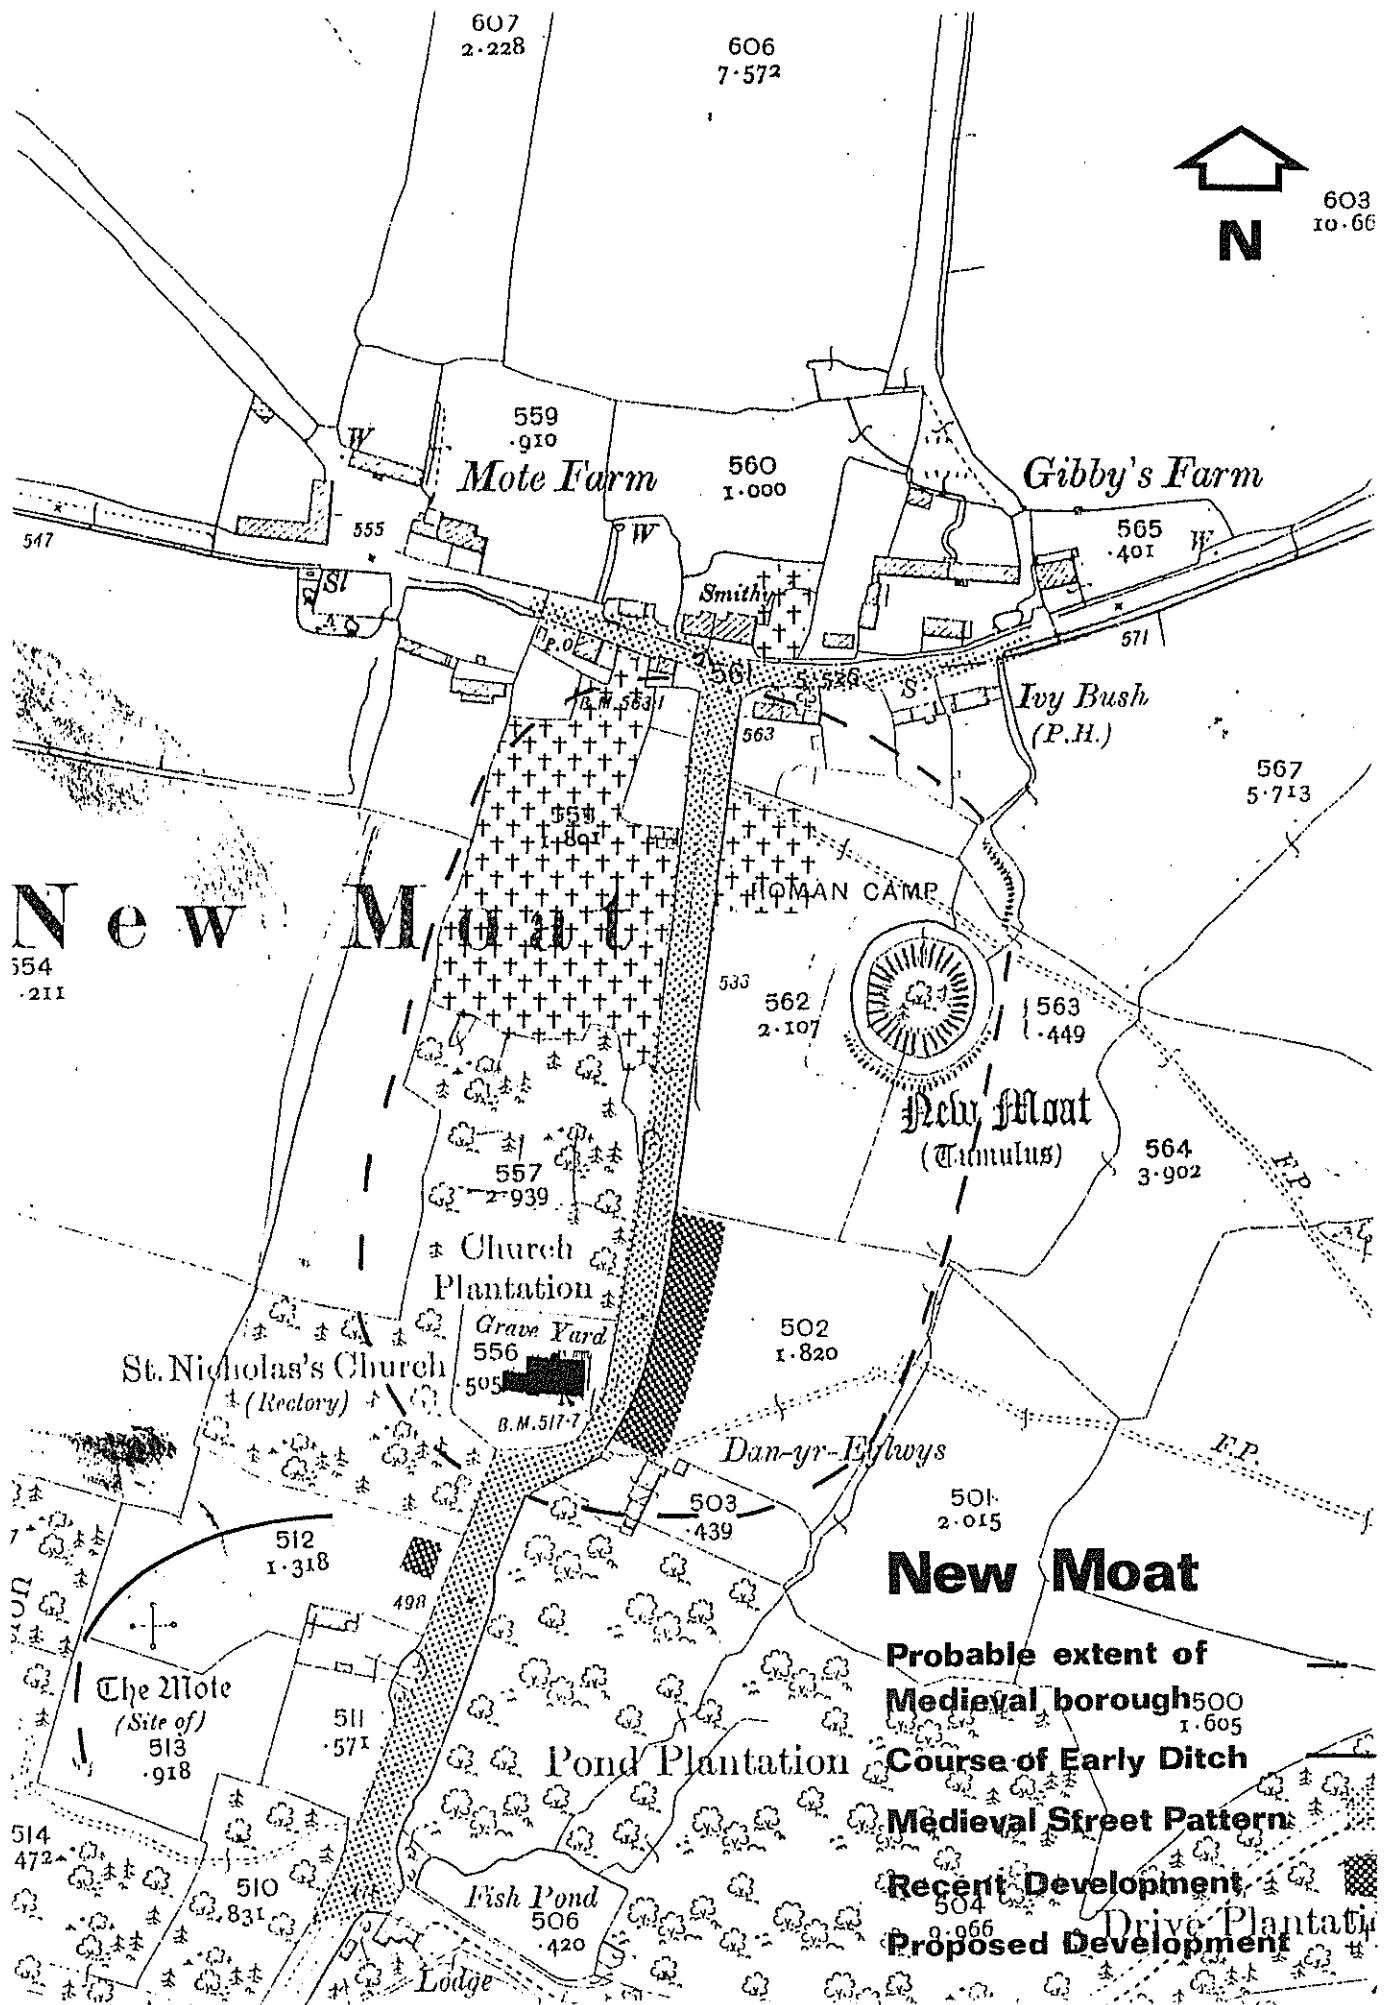 607
2·228
606
7·572
N
603
10·66
559
·910
W
Mote Farm
560
1·000
Gibby's Farm
547
555
W
565
·401
W.
Sl
Smithy
P.O.
571
561
5·526
S
B.M.563·1
563
Ivy Bush
(P.H.)
567
5·713
1·801
ROMAN CAMP
New Moat
554
·211
533
562
2·107
563
·449
New Moat
(Tumulus)
564
3·902
F.P.
557
2·939
Church
Plantation
Grave Yard
502
1·820
St. Nicholas's Church
(Rectory)
556
·505
B.M.517·7
Dan-yr-Eglwys
F.P.
503
·439
501
2·015
512
1·318
498
New Moat
Probable extent of
Medieval borough
500
1·605
The Mote
(Site of)
513
·918
511
·571
Pond Plantation
Course of Early Ditch
Medieval Street Pattern
514
472
510
831
Fish Pond
506
·420
Recent Development
504
Drive Plantati
Proposed Development
Lodge